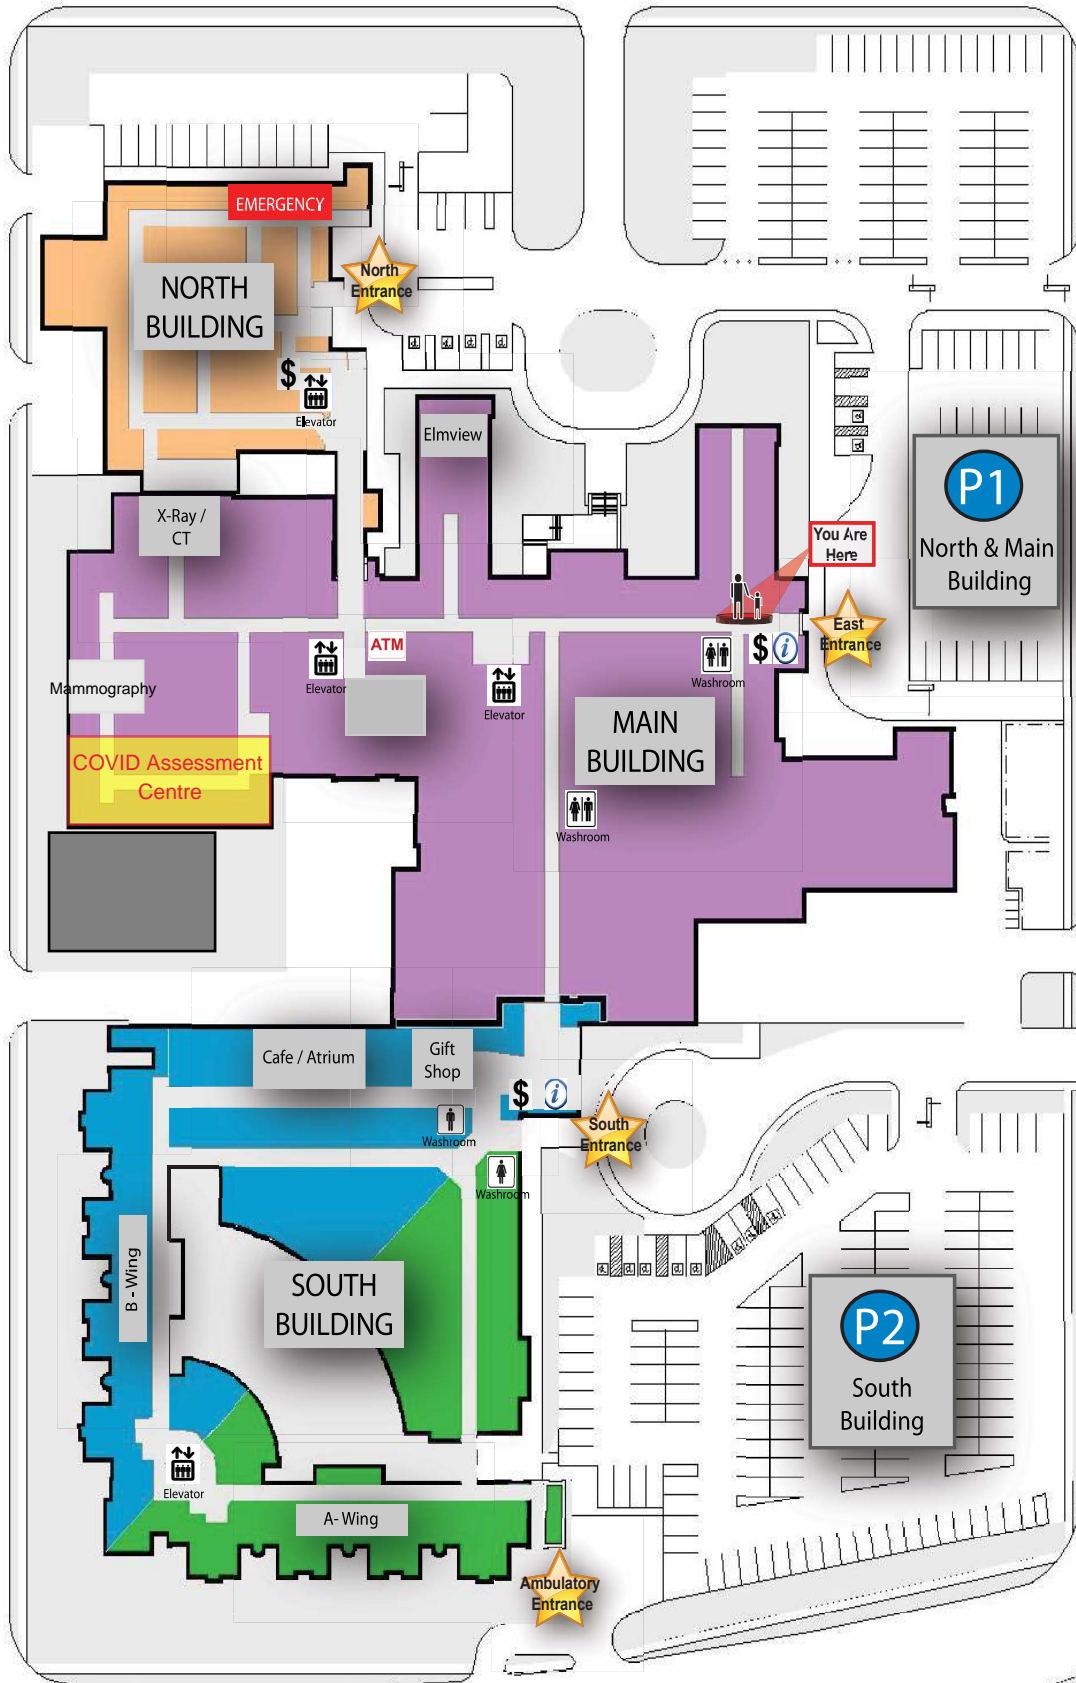 EMERGENCY
North
Entrance
NORTH
BUILDING
$
Elevator
Elmview
P1
North & Main
Building
X-Ray /
CT
You Are
Here
East
Entrance
ATM
Elevator
Elevator
Washroom
$ i
Mammography
MAIN
BUILDING
COVID Assessment
Centre
Washroom
Cafe / Atrium
Gift
Shop
$ i
South
Entrance
Washroom
Washroom
B - Wing
SOUTH
BUILDING
P2
South
Building
Elevator
A- Wing
Ambulatory
Entrance